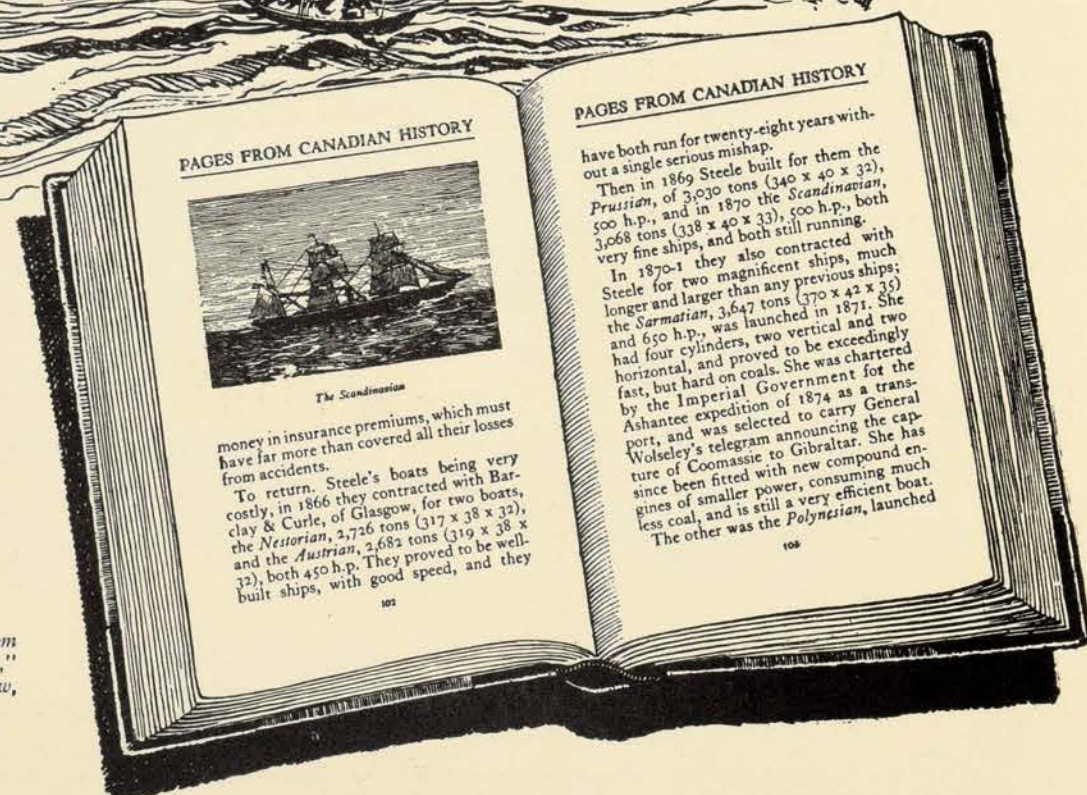 PAGES FROM CANADIAN HISTORY
The Scandinavian
money in insurance premiums, which must
have far more than covered all their losses
from accidents.
To return. Steele's boats being very
costly, in 1866 they contracted with Bar-
clay & Curle, of Glasgow, for two boats,
the Nestorian, 2,726 tons (317 x 38 x 32),
and the Austrian, 2,682 tons (319 x 38 x
32), both 450 h.p. They proved to be well-
built ships, with good speed, and they
102
PAGES FROM CANADIAN HISTORY
have both run for twenty-eight years with-
out a single serious mishap.
Then in 1869 Steele built for them the
Prussian, of 3,030 tons (340 x 40 x 32),
500 h.p., and in 1870 the Scandinavian,
3,068 tons (338 x 40 x 33), 500 h.p., both
very fine ships, and both still running.
In 1870-1 they also contracted with
Steele for two magnificent ships, much
longer and larger than any previous ships;
the Sarmatian, 3,647 tons (370 x 42 x 35)
and 650 h.p., was launched in 1871. She
had four cylinders, two vertical and two
horizontal, and proved to be exceedingly
fast, but hard on coals. She was chartered
by the Imperial Government for the
Ashantee expedition of 1874 as a trans-
port, and was selected to carry General
Wolseley's telegram announcing the cap-
ture of Coomassie to Gibraltar. She has
since been fitted with new compound en-
gines of smaller power, consuming much
less coal, and is still a very efficient boat.
The other was the Polynesian, launched